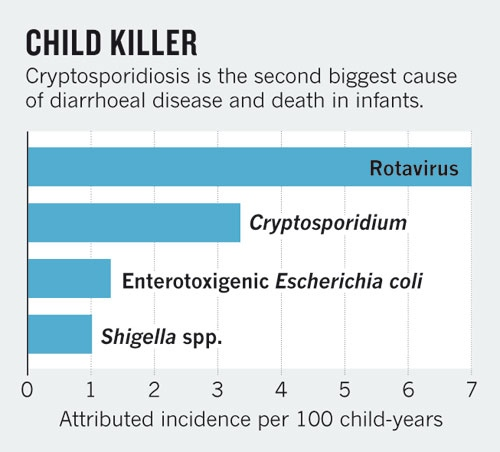 CHILD KILLER
Cryptosporidiosis is the second biggest cause
of diarrhoeal disease and death in infants.
Rotavirus
Cryptosporidium
Enterotoxigenic Escherichia coli
Shigella spp.
0 1 2 3 4 5 6 7
Attributed incidence per 100 child-years